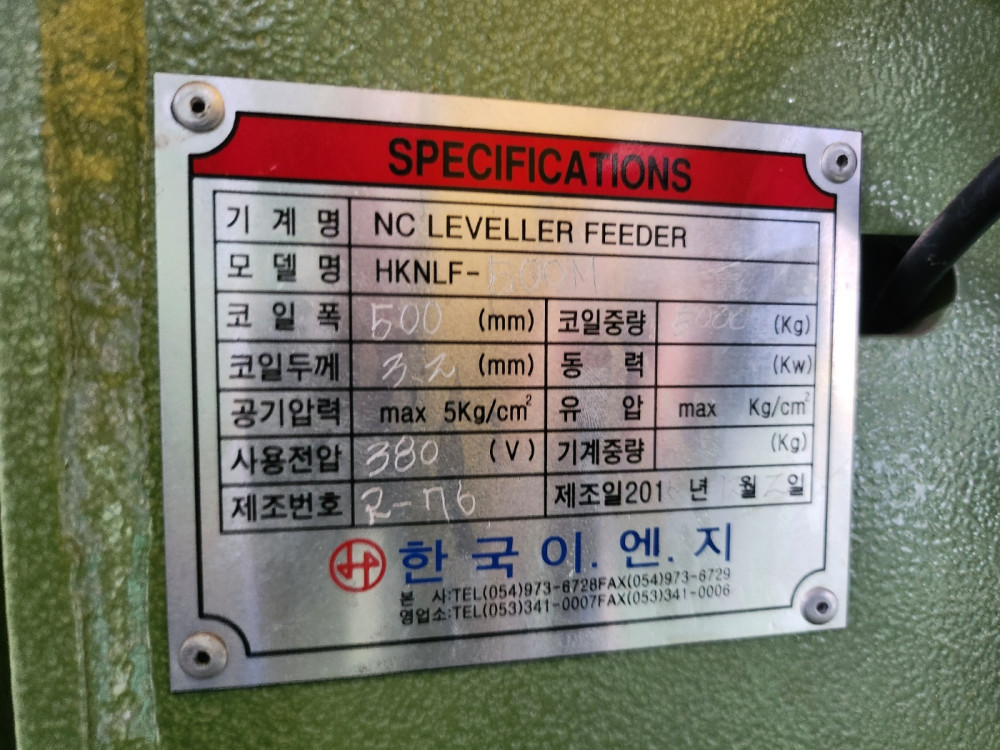 SPECIFICATIONS
기계명 NC LEVELLER FEEDER
모델명 HKNLF-500M
코일폭 500 (mm) 코일중량 5000 (Kg)
코일두께 3.2 (mm) 동력 (Kw)
공기압력 max 5Kg/cm² 유압 max Kg/cm²
사용전압 380 (V) 기계중량 (Kg)
제조번호 R-76 제조일 201 년 월 일
한국이.엔.지
본 사:TEL(054)973-6728FAX(054)973-6729
영업소:TEL(053)341-0007FAX(053)341-0006